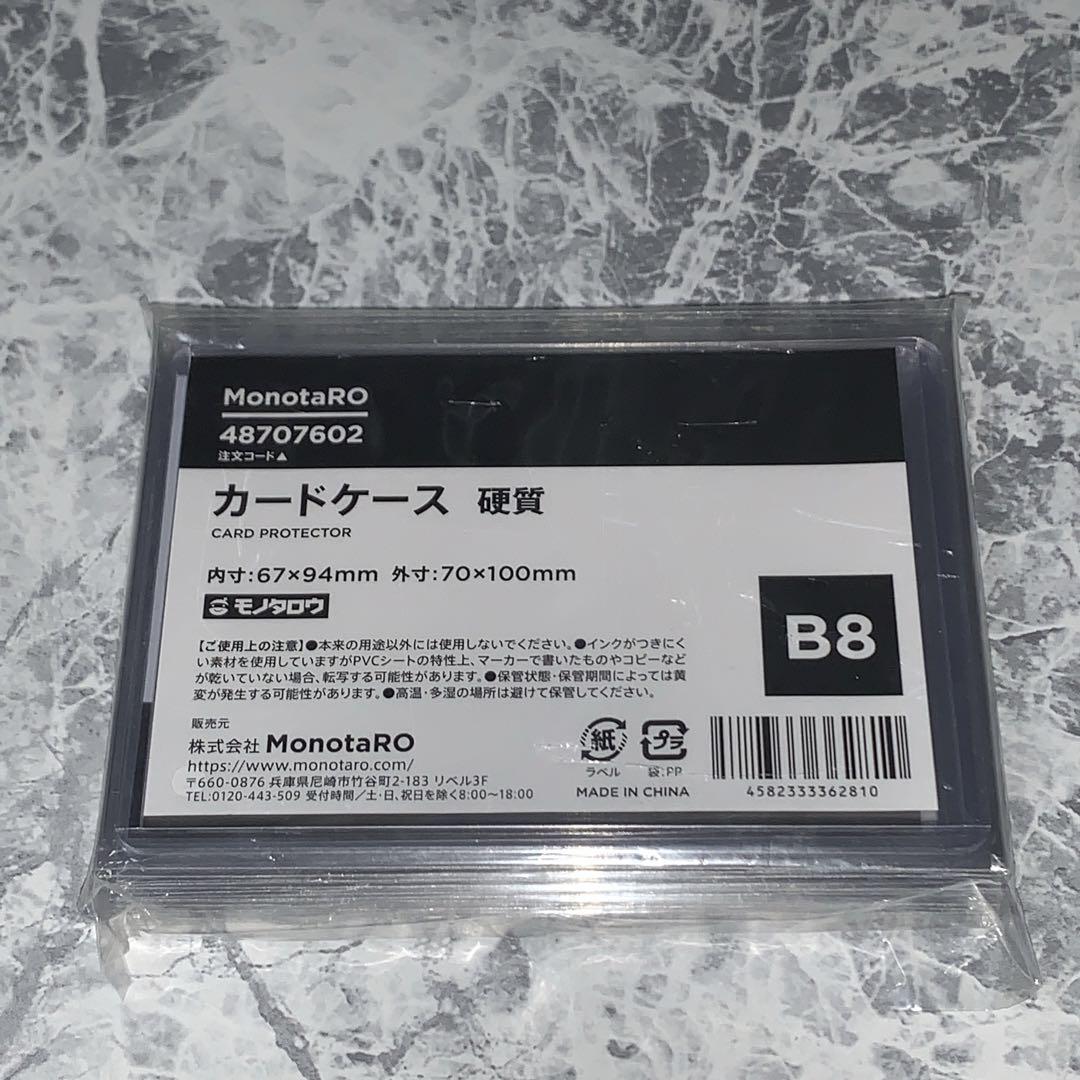 MonotaRO
48707602
注文コード▲
カードケース 硬質
CARD PROTECTOR
内寸:67×94mm 外寸:70×100mm
モノタロウ
B8
【ご使用上の注意】●本来の用途以外には使用しないでください。●インクがつきにく
い素材を使用していますがPVCシートの特性上、マーカーで書いたものやコピーなど
が乾いていない場合、転写する可能性があります。●保管状態・保管期間によっては黄
変が発生する可能性があります。●高温・多湿の場所は避けて保管してください。
販売元
株式会社 MonotaRO
https://www.monotaro.com/
〒660-0876 兵庫県尼崎市竹谷町2-183 リベル3F
TEL:0120-443-509 受付時間/土・日、祝日を除く8:00〜18:00
紙
ラベル
プラ
袋:PP
MADE IN CHINA
4582333362810